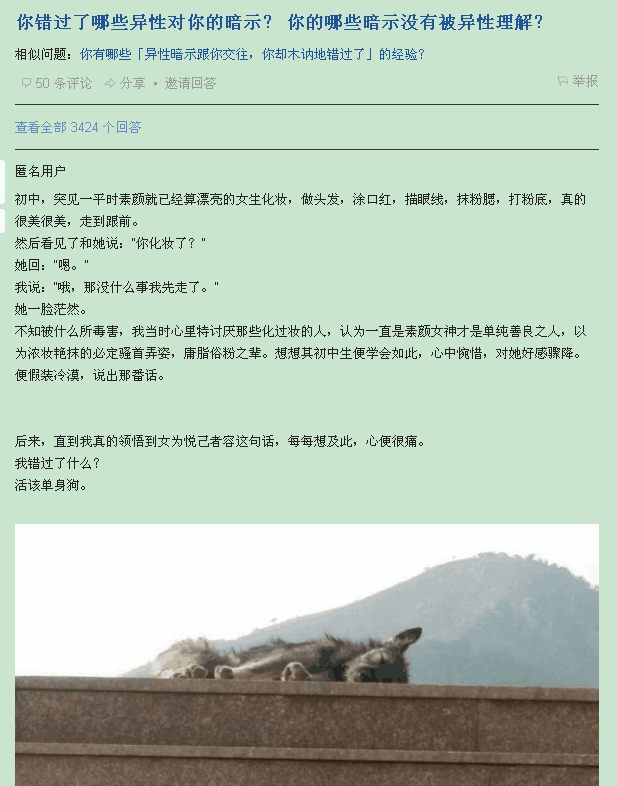 你错过了哪些异性对你的暗示? 你的哪些暗示没有被异性理解?
相似问题: 你有哪些「异性暗示跟你交往, 你却木讷地错过了」的经验?
50 条评论 分享 • 邀请回答 举报
查看全部 3424 个回答
匿名用户
初中, 突见一平时素颜就已经算漂亮的女生化妆, 做头发, 涂口红, 描眼线, 抹粉腮, 打粉底, 真的
很美很美, 走到跟前。
然后看见了和她说: "你化妆了? "
她回: "嗯。"
我说: "哦, 那没什么事我先走了。"
她一脸茫然。
不知被什么所毒害, 我当时心里特讨厌那些化过妆的人, 认为一直是素颜女神才是单纯善良之人, 以
为浓妆艳抹的必定骚首弄姿, 庸脂俗粉之辈。想想其初中生便学会如此, 心中惋惜, 对她好感骤降。
便假装冷漠, 说出那番话。
后来, 直到我真的领悟到女为悦己者容这句话, 每每想及此, 心便很痛。
我错过了什么?
活该单身狗。